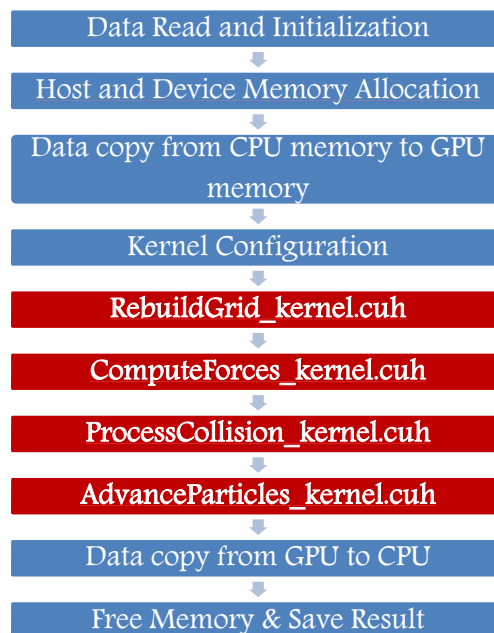 Data Read and Initialization
Host and Device Memory Allocation
Data copy from CPU memory to GPU
memory
Kernel Configuration
RebuildGrid_kernel.cuh
ComputeForces_kernel.cuh
ProcessCollision_kernel.cuh
AdvanceParticles_kernel.cuh
Data copy from GPU to CPU
Free Memory & Save Result